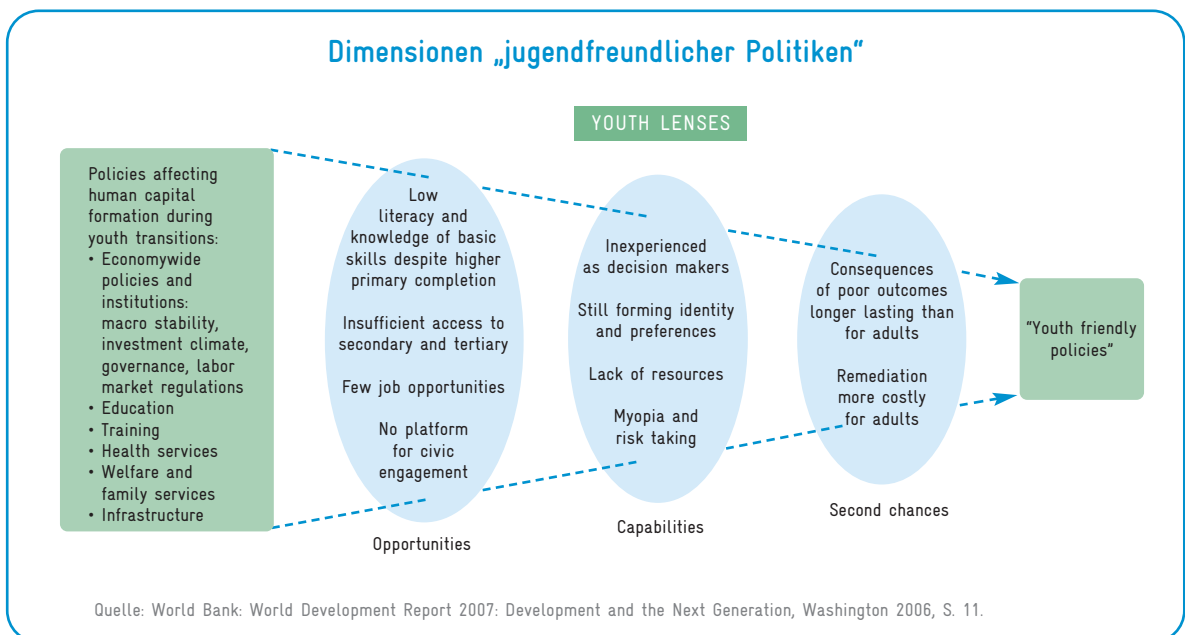 Dimensionen „jugendfreundlicher Politiken“
YOUTH LENSES
Policies affecting
human capital
formation during
youth transitions:
• Economywide
policies and
institutions:
macro stability,
investment climate,
governance, labor
market regulations
• Education
• Training
• Health services
• Welfare and
family services
• Infrastructure
Low
literacy and
knowledge of basic
skills despite higher
primary completion
Insufficient access to
secondary and tertiary
Few job opportunities
No platform
for civic
engagement
Opportunities
Inexperienced
as decision makers
Still forming identity
and preferences
Lack of resources
Myopia and
risk taking
Capabilities
Consequences
of poor outcomes
longer lasting than
for adults
Remediation
more costly
for adults
Second chances
“Youth friendly
policies“
Quelle: World Bank: World Development Report 2007: Development and the Next Generation, Washington 2006, S. 11.